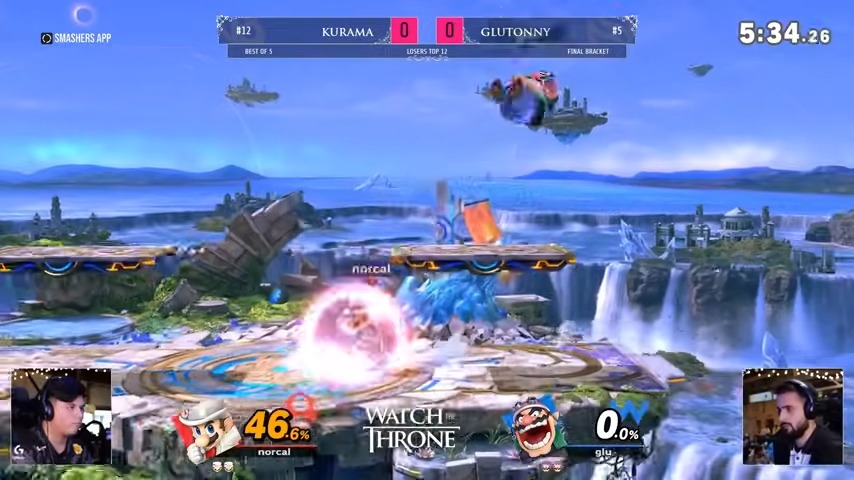 #12 KURAMA 0 0 GLUTONNY #5
BEST OF 5 LOSERS TOP 12 FINAL BRACKET
SMASHERS APP
5:34.26
norcal
46.6%
norcal
WATCH THE THRONE
0.0%
glu